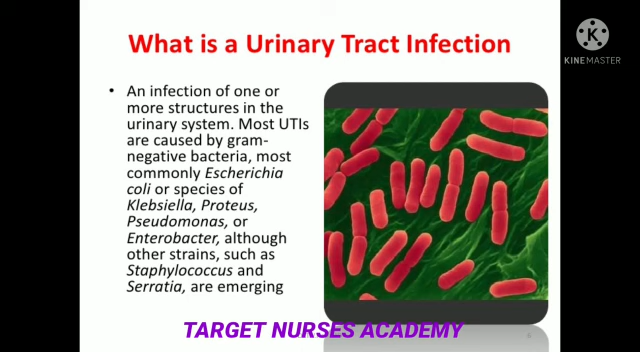 What is a Urinary Tract Infection
KINEMASTER
• An infection of one or
more structures in the
urinary system. Most UTIs
are caused by gram-
negative bacteria, most
commonly Escherichia
coli or species of
Klebsiella, Proteus,
Pseudomonas, or
Enterobacter, although
other strains, such as
Staphylococcus and
Serratia, are emerging
TARGET NURSES ACADEMY